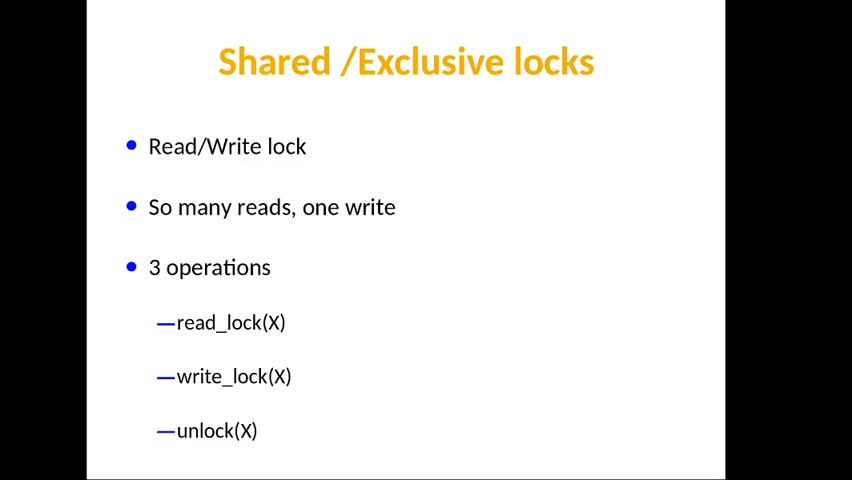 Shared /Exclusive locks
Read/Write lock
So many reads, one write
3 operations
—read_lock(X)
—write_lock(X)
—unlock(X)